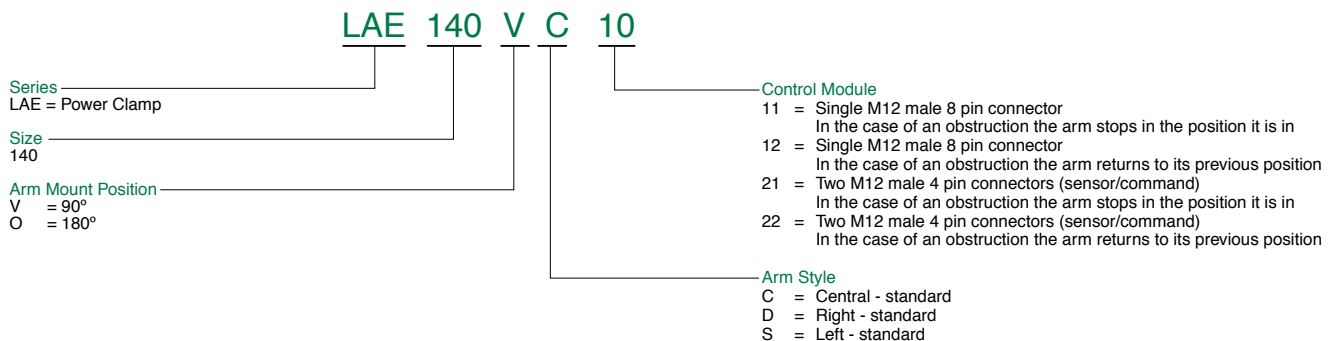 LAE 140 V C 10
Series
LAE = Power Clamp
Size
140
Arm Mount Position
V = 90º
O = 180º
Control Module
11 = Single M12 male 8 pin connector
In the case of an obstruction the arm stops in the position it is in
12 = Single M12 male 8 pin connector
In the case of an obstruction the arm returns to its previous position
21 = Two M12 male 4 pin connectors (sensor/command)
In the case of an obstruction the arm stops in the position it is in
22 = Two M12 male 4 pin connectors (sensor/command)
In the case of an obstruction the arm returns to its previous position
Arm Style
C = Central - standard
D = Right - standard
S = Left - standard